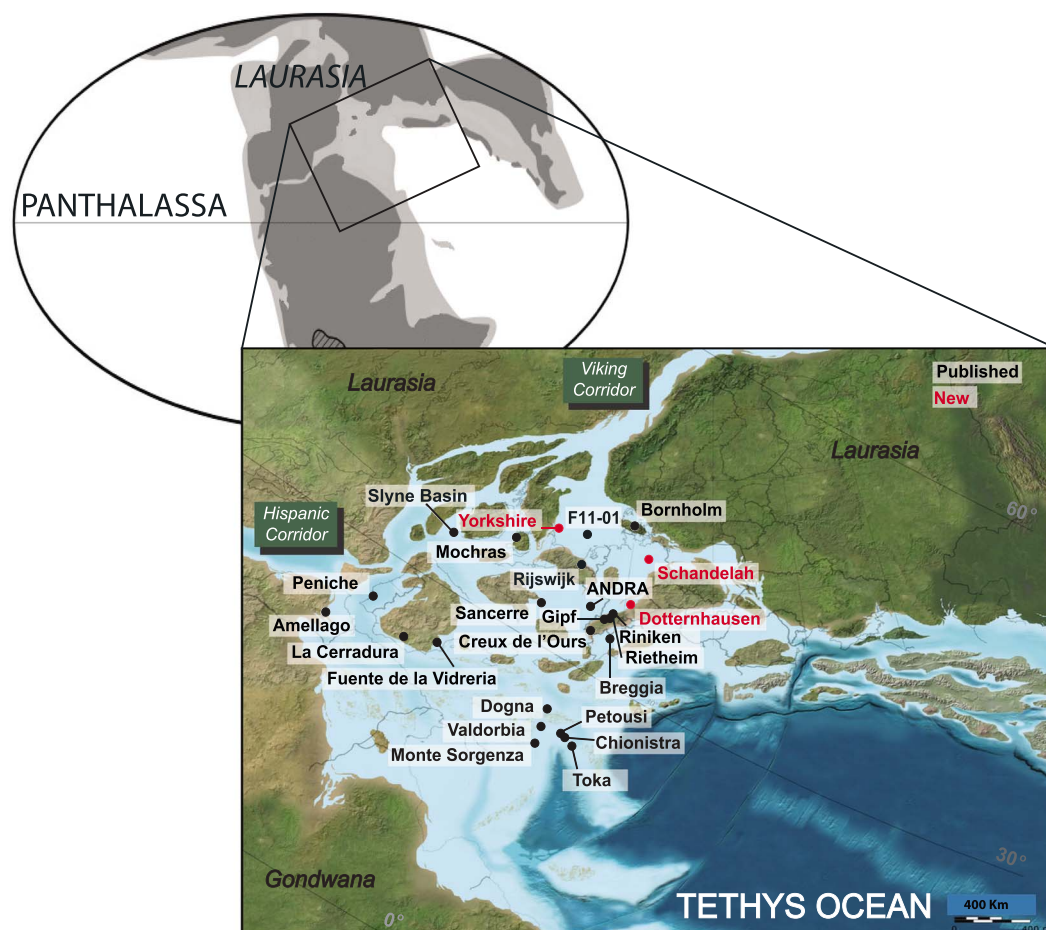 LAURASIA
PANTHALASSA
Laurasia
Viking
Corridor
Published
New
Laurasia
Slyne Basin
Yorkshire
F11-01
Bornholm
60°
Hispanic
Corridor
Mochras
Rijswijk
Schandelah
Peniche
ANDRA
Sancerre
Gipf
Dotternhausen
Amellago
Creux de l'Ours
Riniken
La Cerradura
Rietheim
Fuente de la Vidreria
Breggia
Dogna
Petousi
Valdorbia
Chionistra
Monte Sorgenza
Toka
30°
Gondwana
0°
TETHYS OCEAN
400 Km